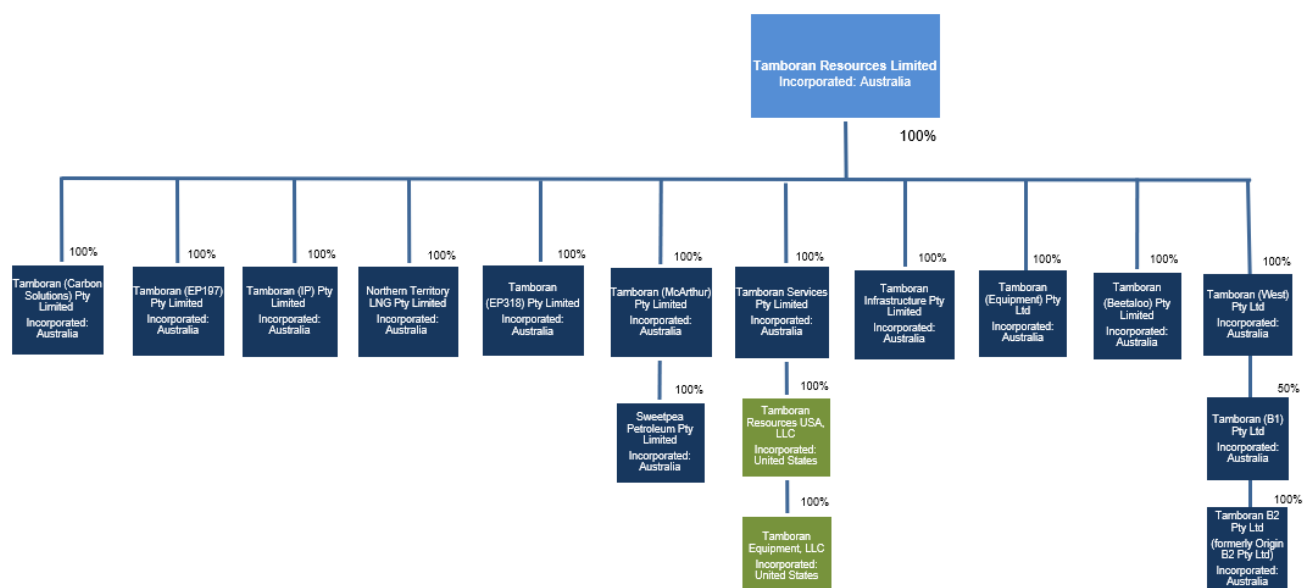 Tamboran Resources Limited
Incorporated: Australia
100%
100%
Tamboran (Carbon
Solutions) Pty
Limited
Incorporated:
Australia
100%
Tamboran (EP197)
Pty Limited
Incorporated:
Australia
100%
Tamboran (IP) Pty
Limited
Incorporated:
Australia
100%
Northern Territory
LNG Pty Limited
Incorporated:
Australia
100%
Tamboran
(EP318) Pty Limited
Incorporated:
Australia
100%
Tamboran (McArthur)
Pty Limited
Incorporated:
Australia
100%
Tamboran Services
Pty Limited
Incorporated:
Australia
100%
Tamboran
Infrastructure Pty
Limited
Incorporated:
Australia
100%
Tamboran
(Equipment) Pty
Ltd
Incorporated:
Australia
100%
Tamboran
(Beetaloo) Pty
Limited
Incorporated:
Australia
100%
Tamboran (West)
Pty Ltd
Incorporated:
Australia
100%
Sweetpea
Petroleum Pty
Limited
Incorporated:
Australia
100%
Tamboran
Resources USA,
LLC
Incorporated:
United States
50%
Tamboran (B1)
Pty Ltd
Incorporated:
Australia
100%
Tamboran
Equipment, LLC
Incorporated:
United States
100%
Tamboran B2
Pty Ltd
(formerly Origin
B2 Pty Ltd)
Incorporated:
Australia